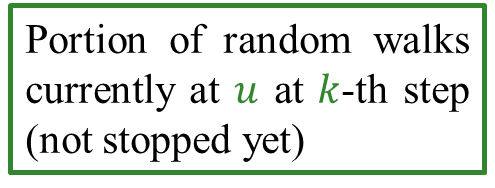 Portion of random walks
currently at u at k-th step
(not stopped yet)